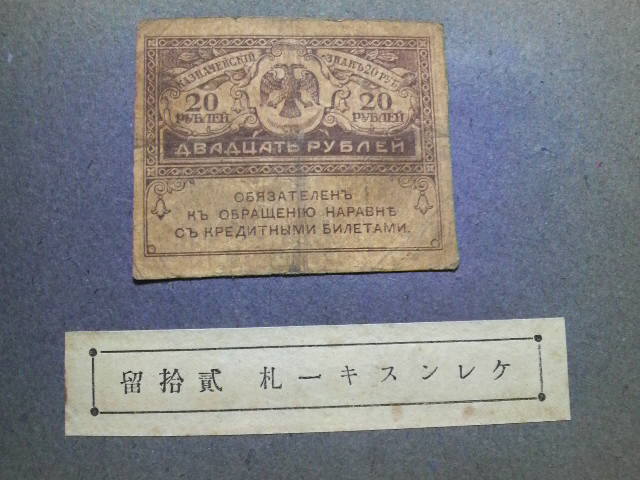 КАЗНАЧЕЙСКІЙ ЗНАКЪ 20 РУБ.
20
РУБЛЕЙ
20
РУБЛЕЙ
ДВАДЦАТЬ РУБЛЕЙ
ОБЯЗАТЕЛЕНЪ
КЪ ОБРАЩЕНІЮ НАРАВНѢ
СЪ КРЕДИТНЫМИ БИЛЕТАМИ.
ケレンスキー札 貳拾留